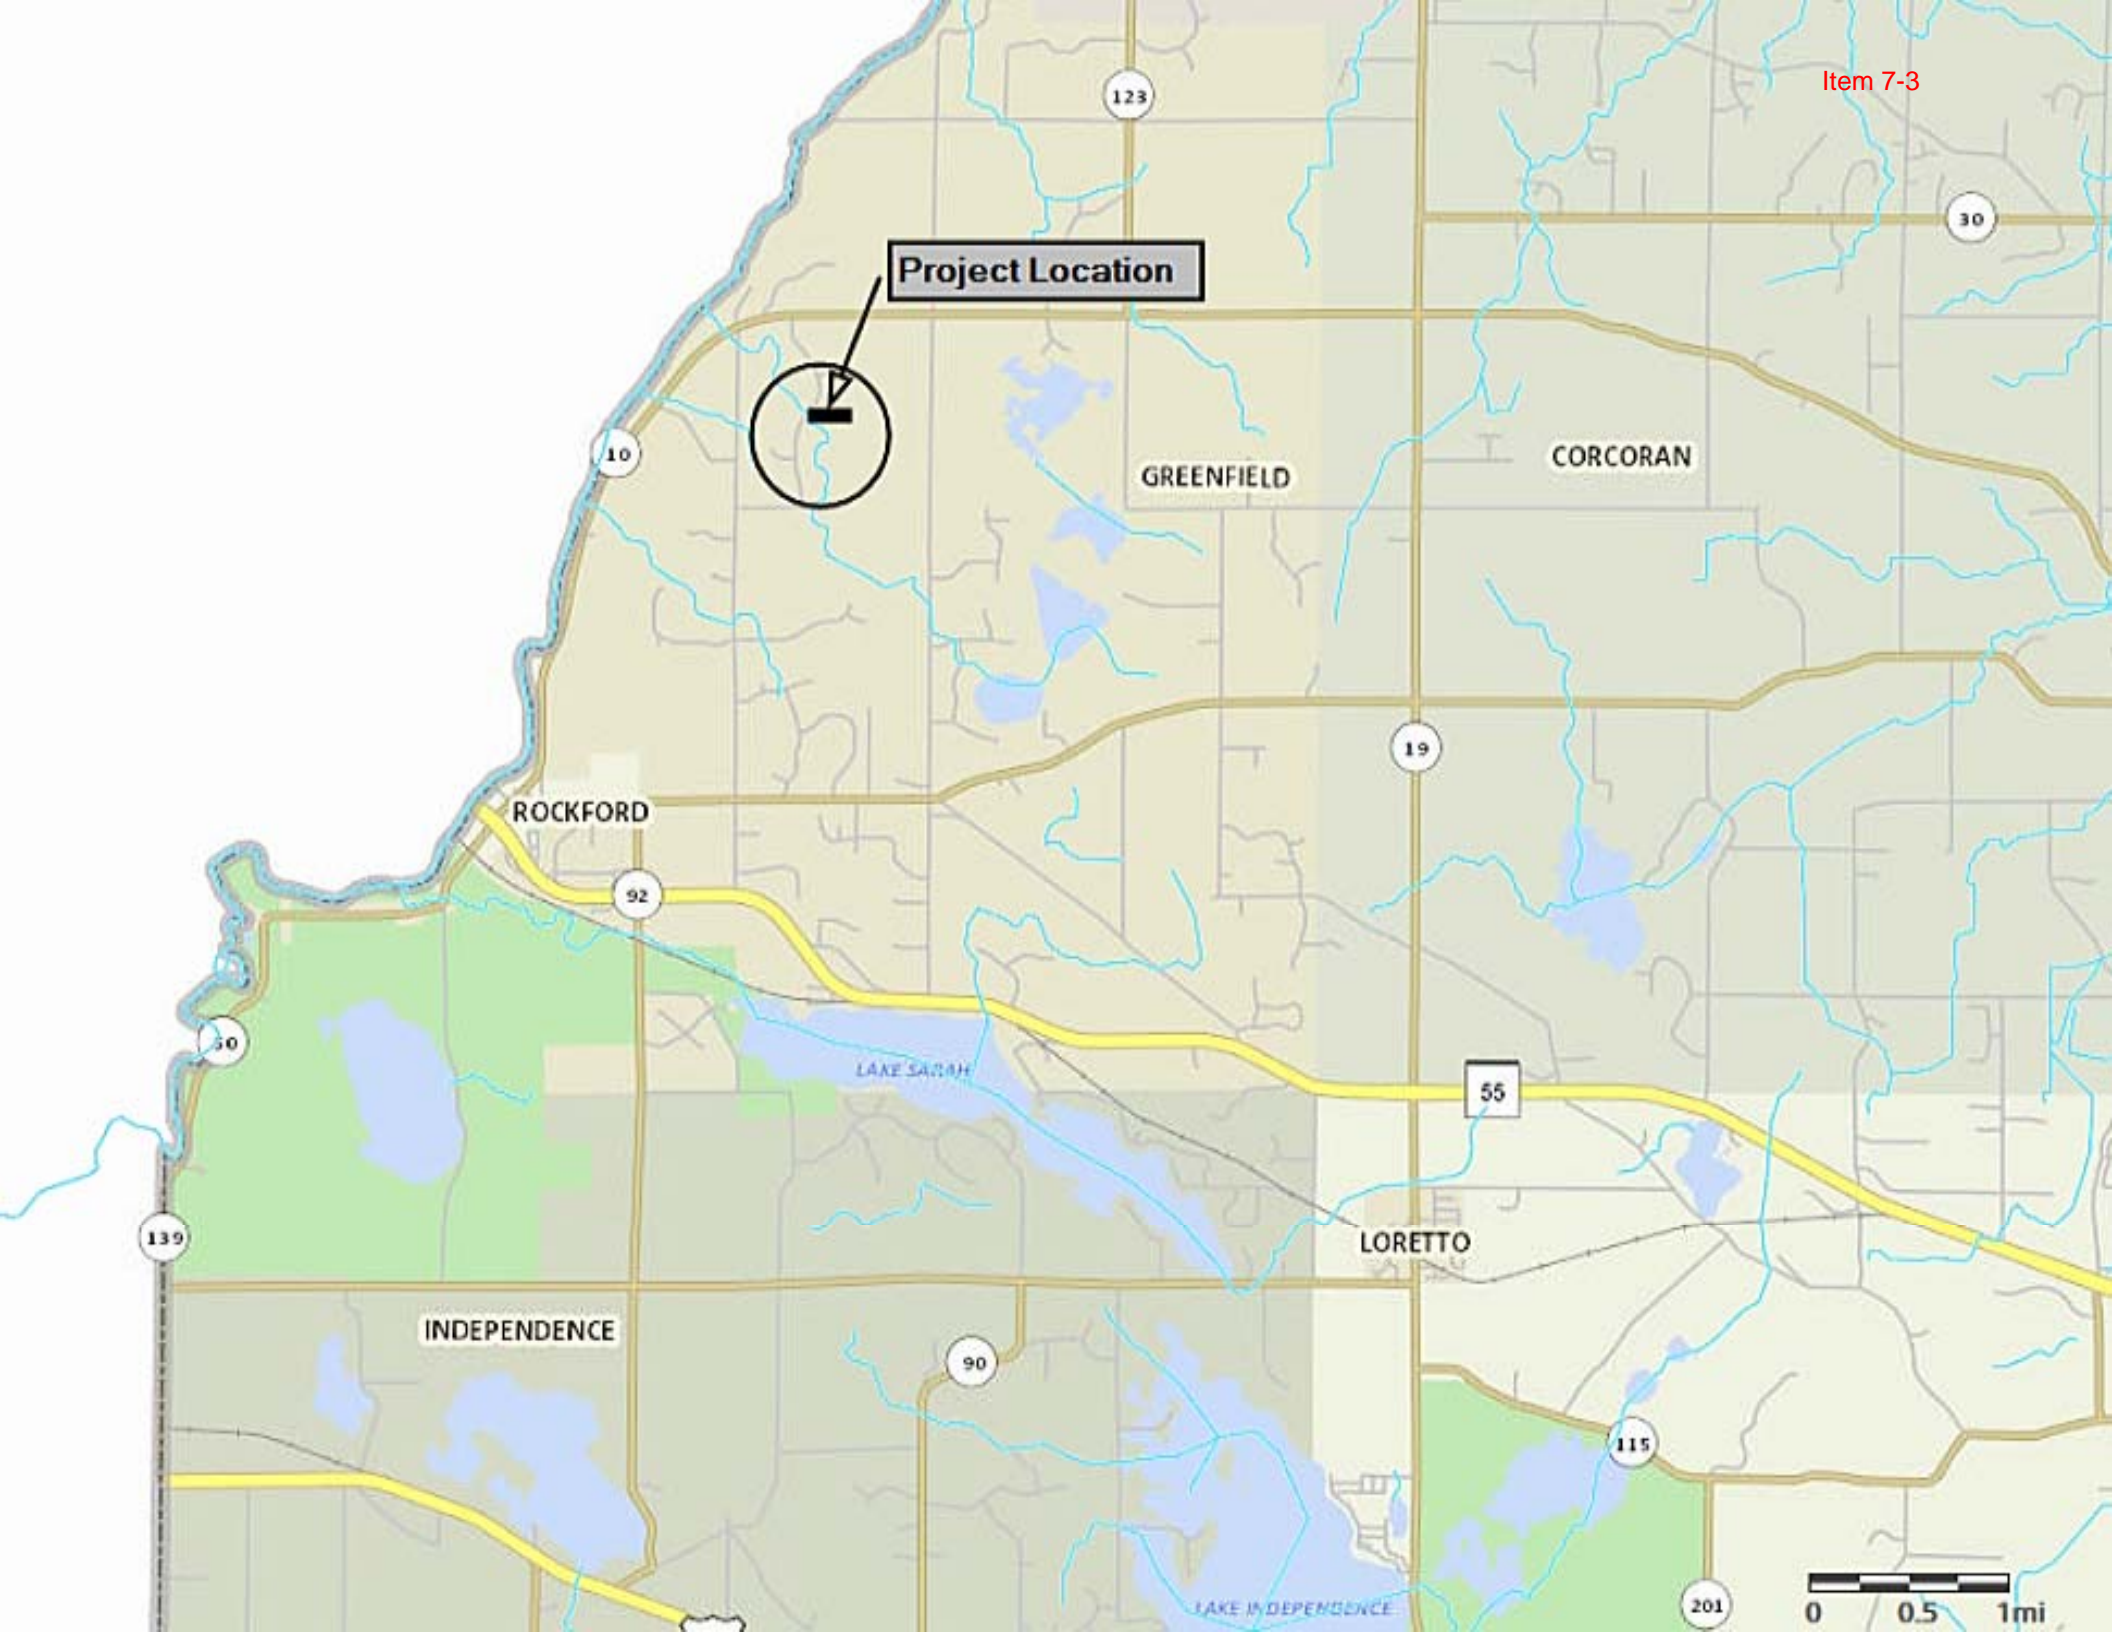 Item 7-3
123
30
Project Location
10
GREENFIELD
CORCORAN
19
ROCKFORD
92
50
LAKE SARAH
55
139
LORETTO
INDEPENDENCE
90
115
LAKE INDEPENDENCE
201
0 0.5 1mi